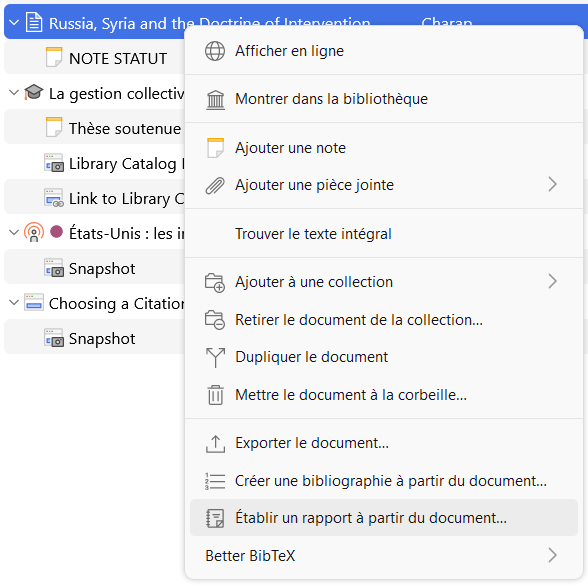 Russia, Syria and the Doctrine of Intervention Charap
NOTE STATUT
La gestion collectiv
Thèse soutenue
Library Catalog
Link to Library C
États-Unis : les i
Snapshot
Choosing a Citation
Snapshot
Afficher en ligne
Montrer dans la bibliothèque
Ajouter une note
Ajouter une pièce jointe
Trouver le texte intégral
Ajouter à une collection
Retirer le document de la collection...
Dupliquer le document
Mettre le document à la corbeille...
Exporter le document...
Créer une bibliographie à partir du document...
Établir un rapport à partir du document...
Better BibTeX